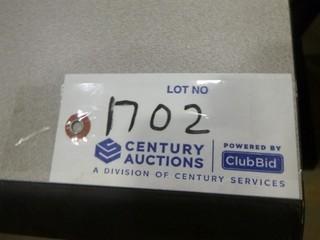 LOT NO
1702
CENTURY AUCTIONS
POWERED BY
ClubBid
A DIVISION OF CENTURY SERVICES